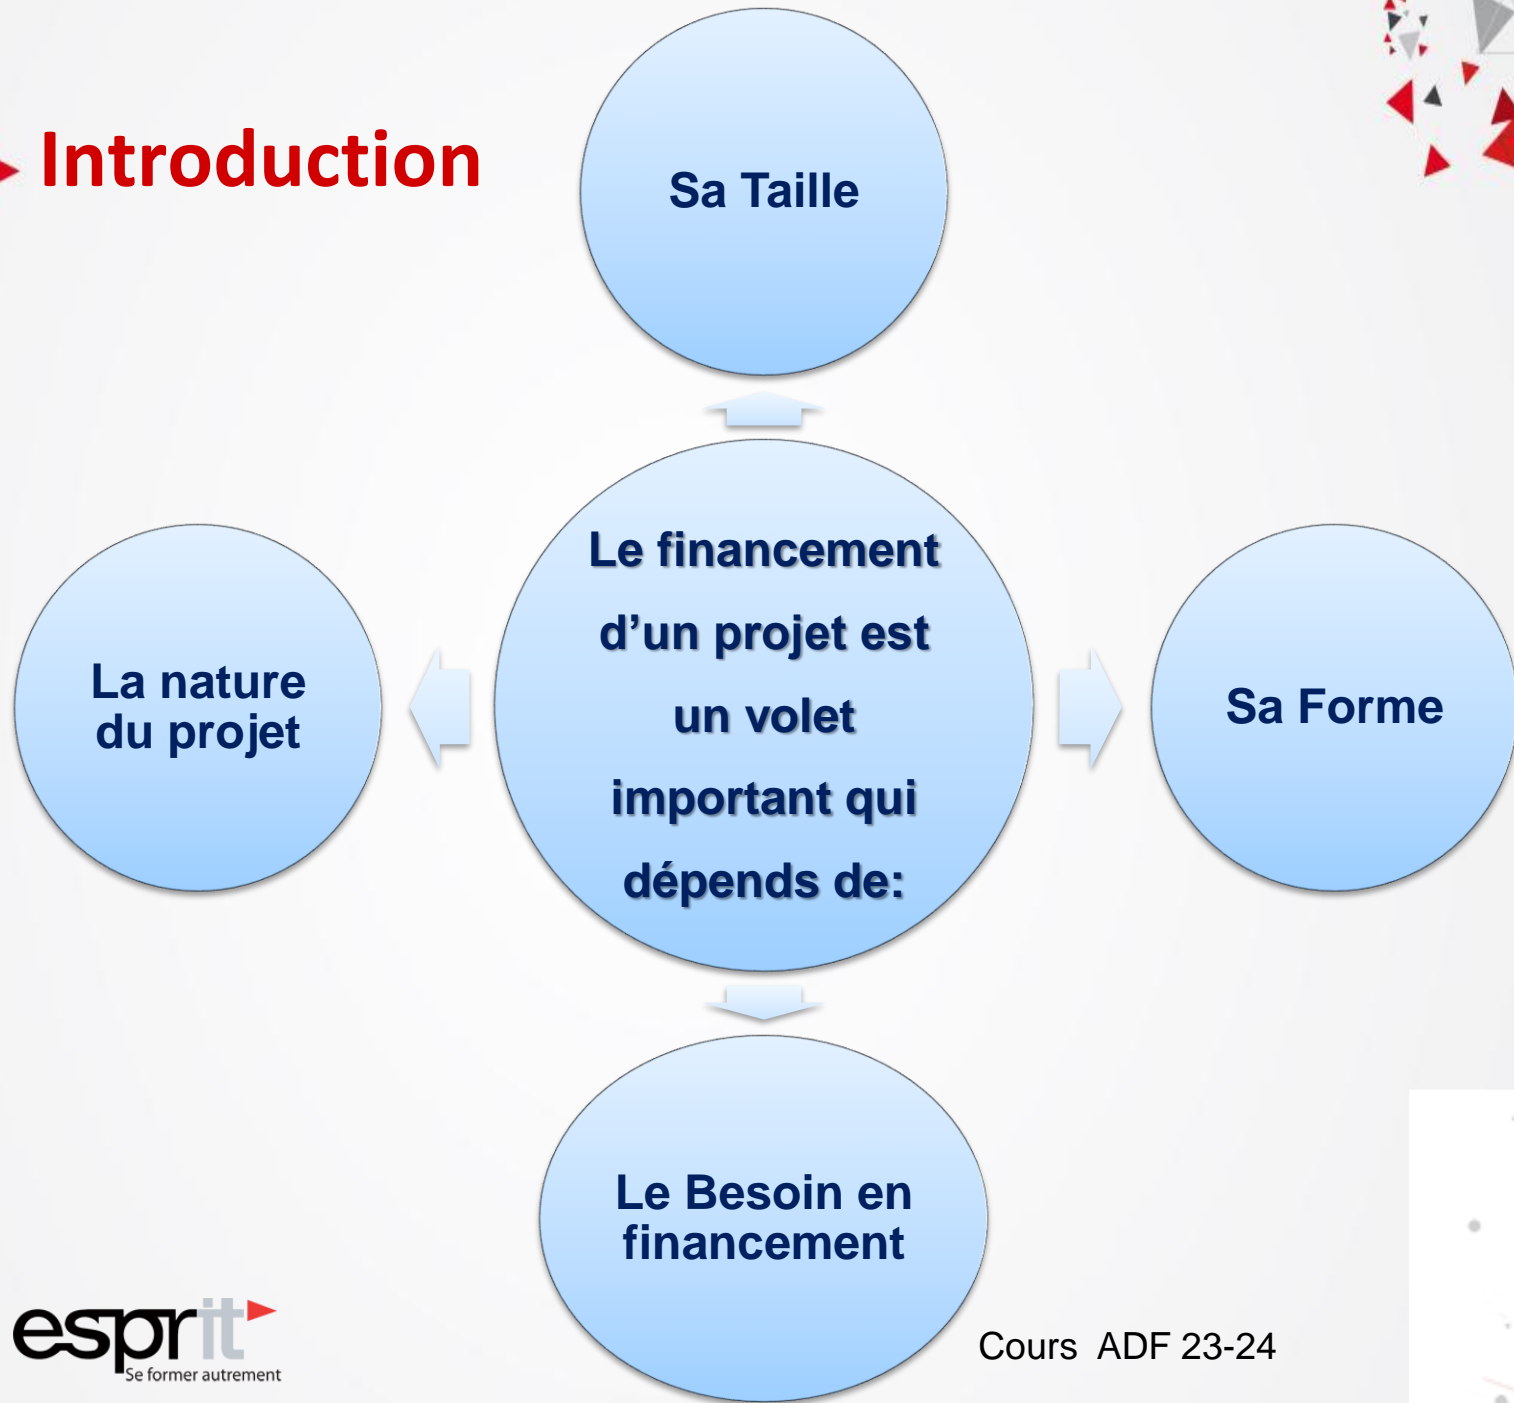 Introduction
Sa Taille
Le financement
d’un projet est
un volet
important qui
dépends de:
La nature
du projet
Sa Forme
Le Besoin en
financement
esprit
Se former autrement
Cours ADF 23-24